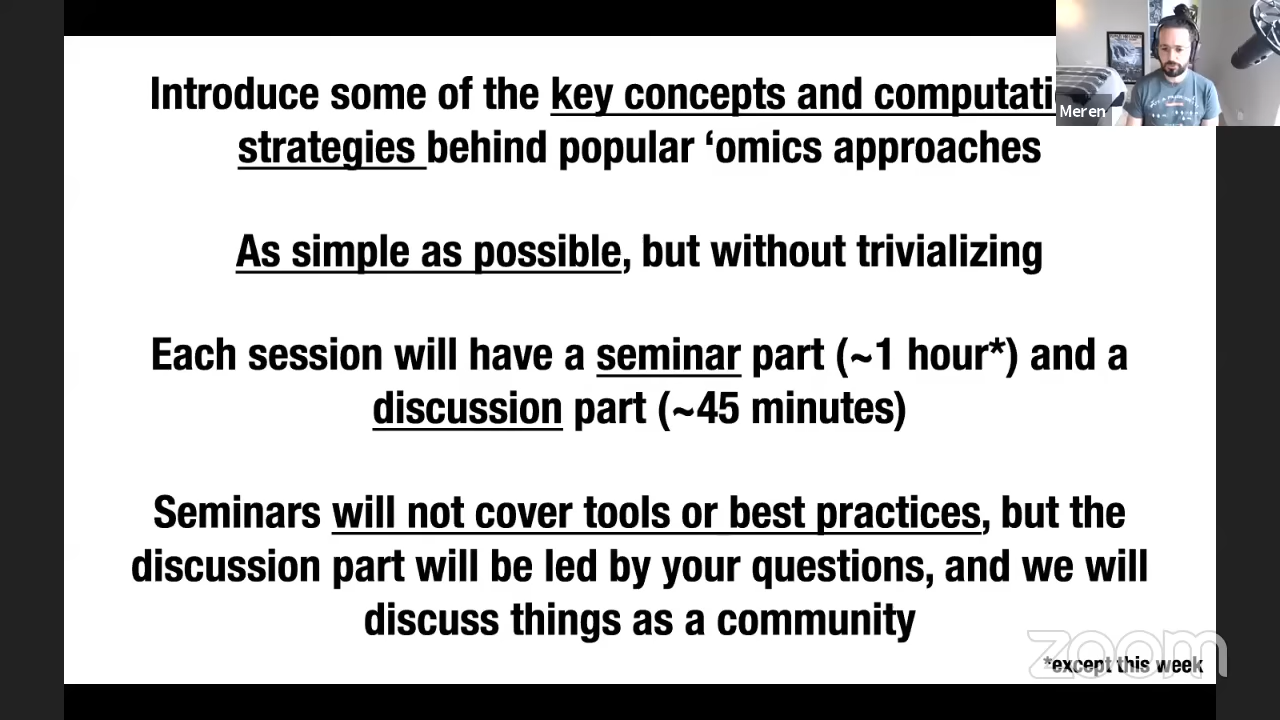 Introduce some of the key concepts and
strategies behind popular ‘omics approaches
As simple as possible, but without trivializing
Each session will have a seminar part (~1 hour*) and a
discussion part (~45 minutes)
Seminars will not cover tools or best practices, but the
discussion part will be led by your questions, and we will
discuss things as a community
*except this week
Meren
zoom